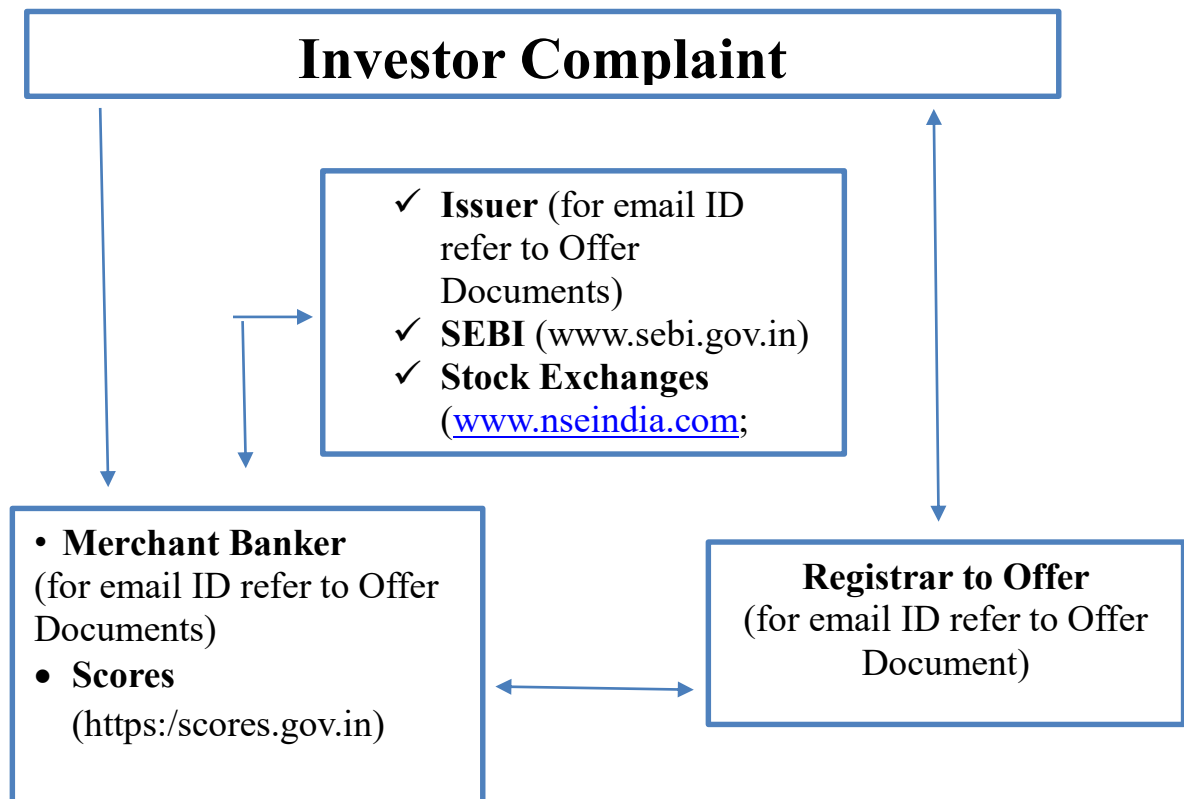 Investor Complaint
✓ Issuer (for email ID
refer to Offer
Documents)
✓ SEBI (www.sebi.gov.in)
✓ Stock Exchanges
(www.nseindia.com;
• Merchant Banker
(for email ID refer to Offer
Documents)
• Scores
(https:/scores.gov.in)
Registrar to Offer
(for email ID refer to Offer
Document)